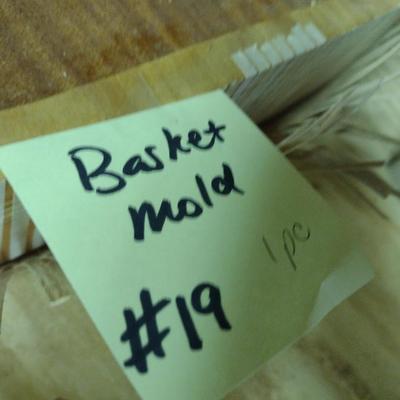 Basket
mold
1 pc
#19